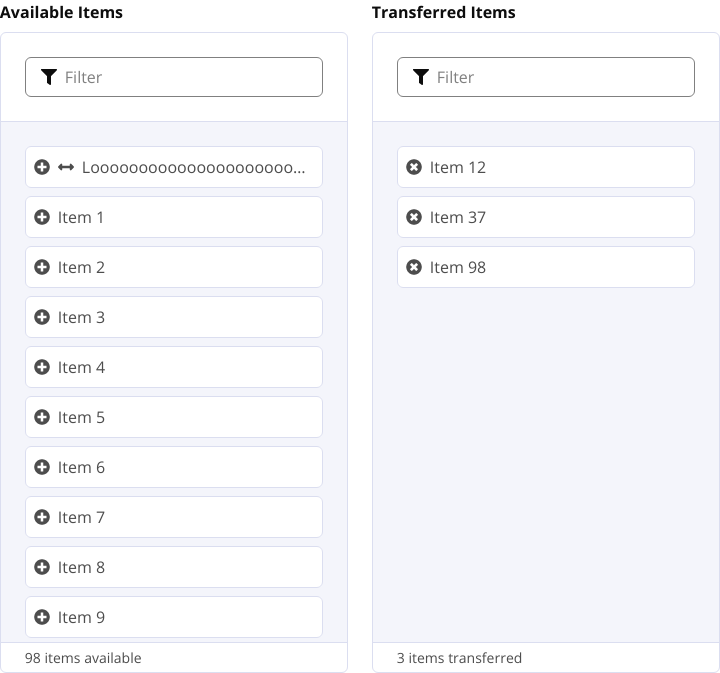 Available Items
Filter
Looooooooooooooooooooo...
Item 1
Item 2
Item 3
Item 4
Item 5
Item 6
Item 7
Item 8
Item 9
98 items available
Transferred Items
Filter
Item 12
Item 37
Item 98
3 items transferred